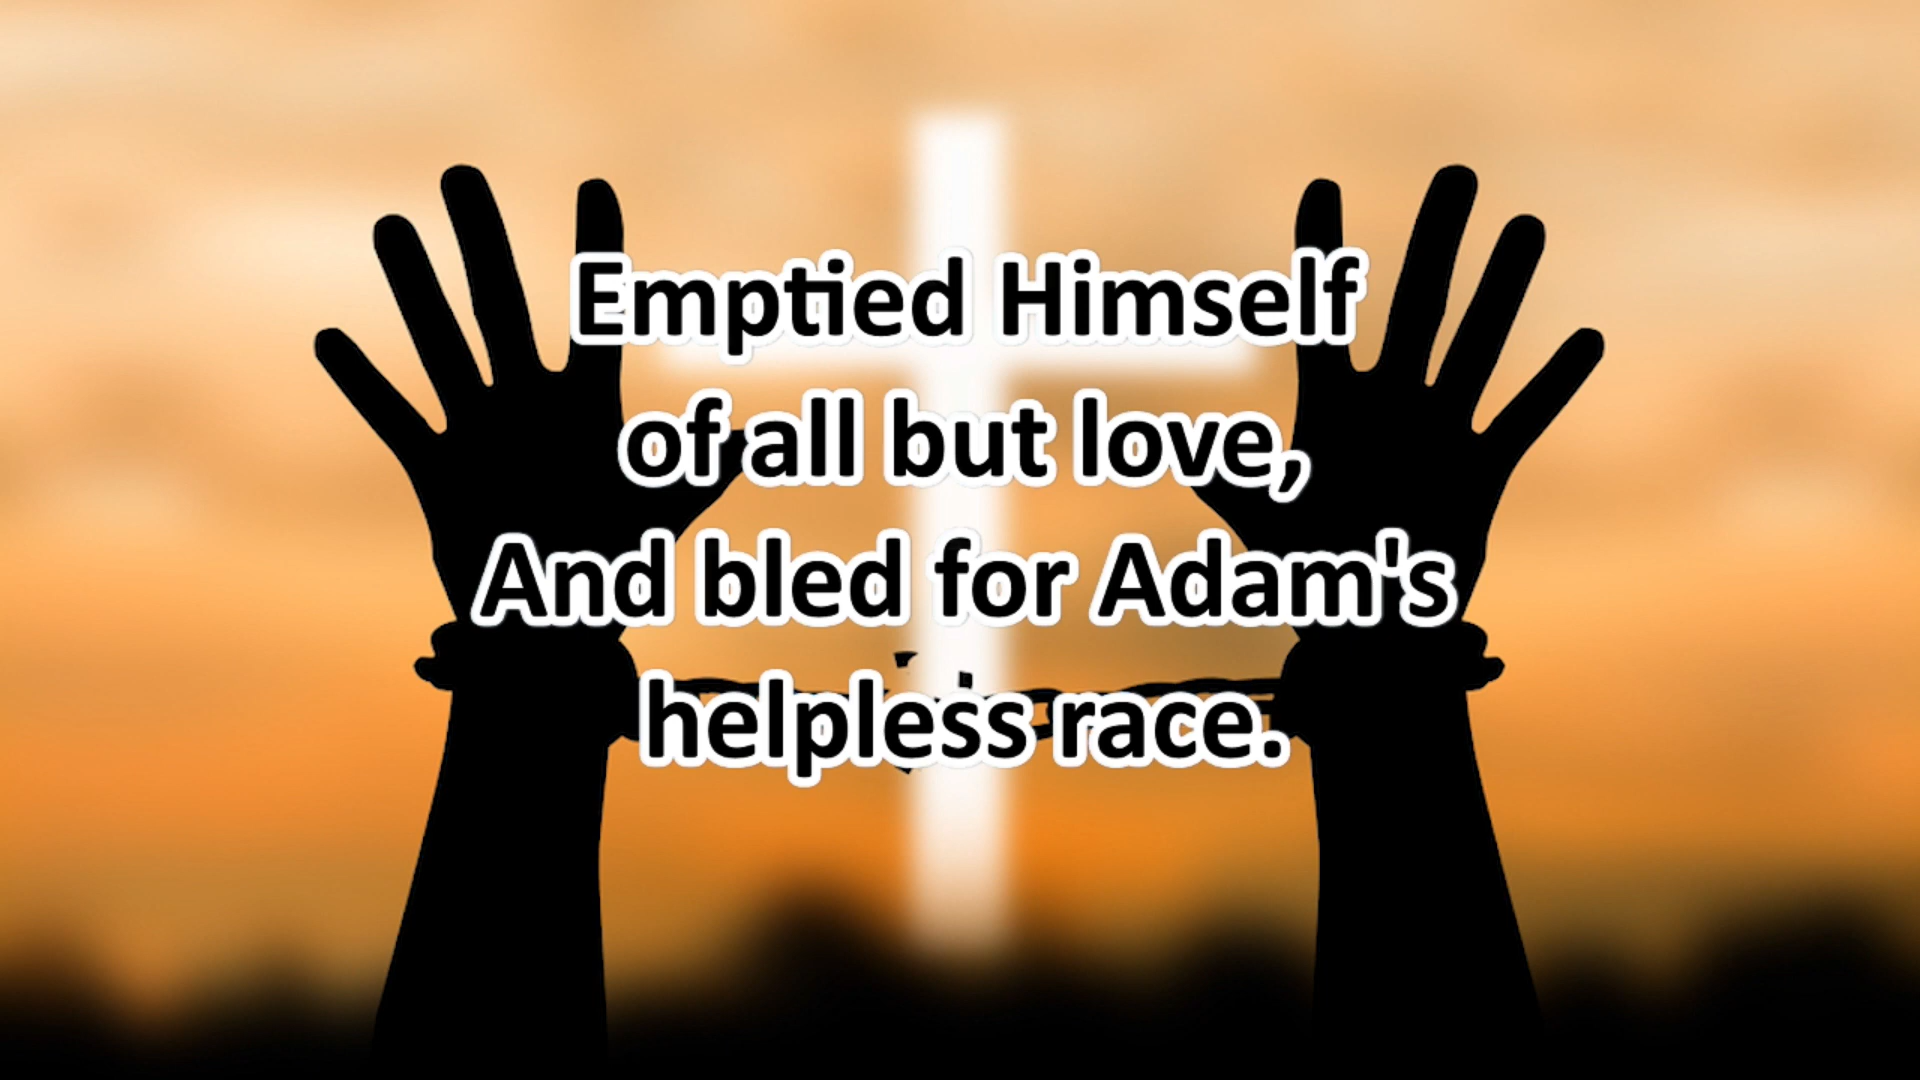 Emptied Himself
of all but love,
And bled for Adam's
helpless race.